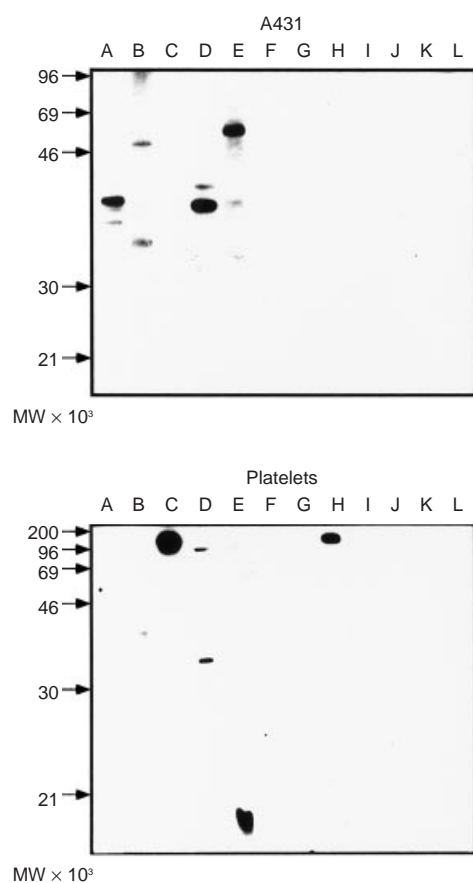 A431
A B C D E F G H I J K L
96
69
46
30
21
MW × 10³
Platelets
A B C D E F G H I J K L
200
96
69
46
30
21
MW × 10³